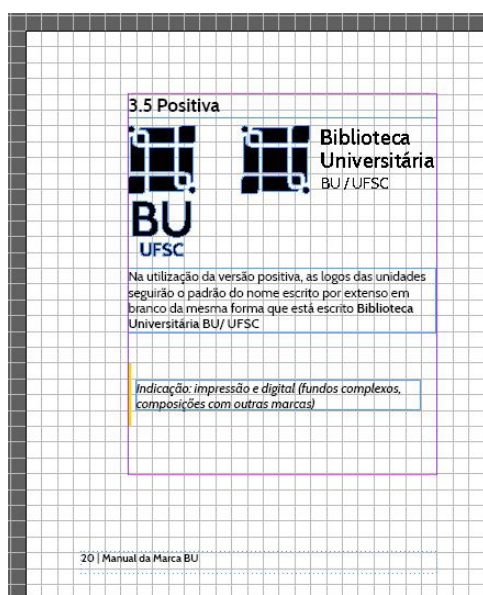 3.5 Positiva
BU
UFSC
Biblioteca
Universitária
BU / UFSC
Na utilização da versão positiva, as logos das unidades
seguirão o padrão do nome escrito por extenso em
branco da mesma forma que está escrito Biblioteca
Universitária BU/ UFSC
Indicação: impressão e digital (fundos complexos,
composições com outras marcas)
20 | Manual da Marca BU